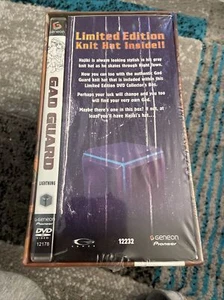 Limited Edition
Knit Hat Inside!!
Hajiki is always looking stylish in his gray
knit hat as he skates through Night Town.
Now you can too with the authentic Gad
Guard knit hat that is included within this
Limited Edition DVD Collector's Box!
Perhaps your luck will change and you too
will find your very own Gad.
Maybe there's one in this box! If not, at
least you'll have Hajiki's hat.
GAD GUARD
LIGHTNING
GENEON
Pioneer
DVD
12178
12232
GENEON
Pioneer